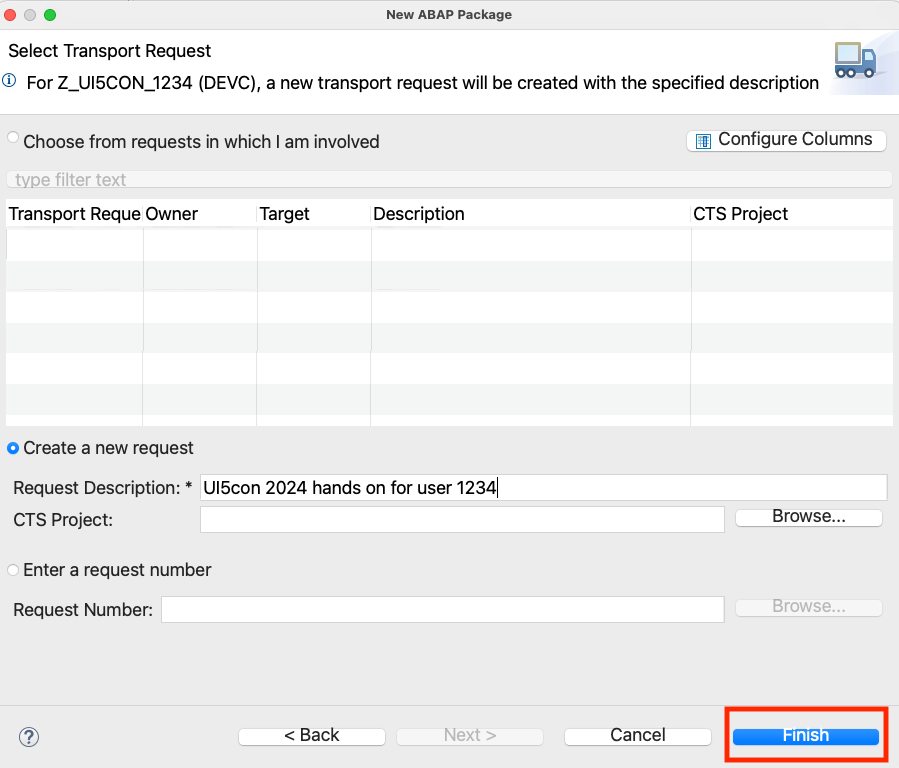 New ABAP Package
Select Transport Request
For Z_UI5CON_1234 (DEVC), a new transport request will be created with the specified description
Choose from requests in which I am involved
Configure Columns
type filter text
Transport Reque Owner Target Description CTS Project
Create a new request
Request Description: * UI5con 2024 hands on for user 1234
CTS Project: Browse...
Enter a request number
Request Number: Browse...
? < Back Next > Cancel Finish